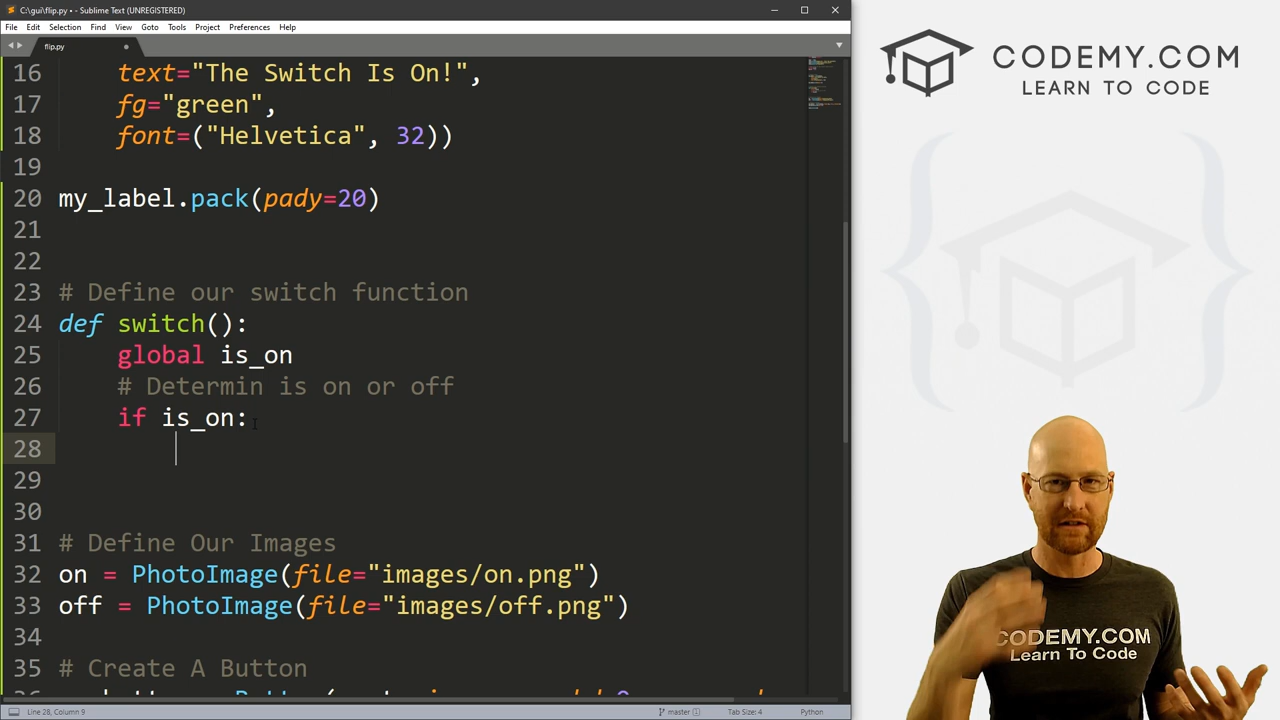 C:\gui\flip.py • - Sublime Text (UNREGISTERED)
File Edit Selection Find View Goto Tools Project Preferences Help
flip.py
16 text="The Switch Is On!",
17 fg="green",
18 font=("Helvetica", 32))
19
20 my_label.pack(pady=20)
21
22
23 # Define our switch function
24 def switch():
25 global is_on
26 # Determin is on or off
27 if is_on:
28
29
30
31 # Define Our Images
32 on = PhotoImage(file="images/on.png")
33 off = PhotoImage(file="images/off.png")
34
35 # Create A Button
Line 28, Column 9
master 1
Tab Size: 4
Python
CODEMY.COM
LEARN TO CODE
CODEMY.COM
Learn To Code